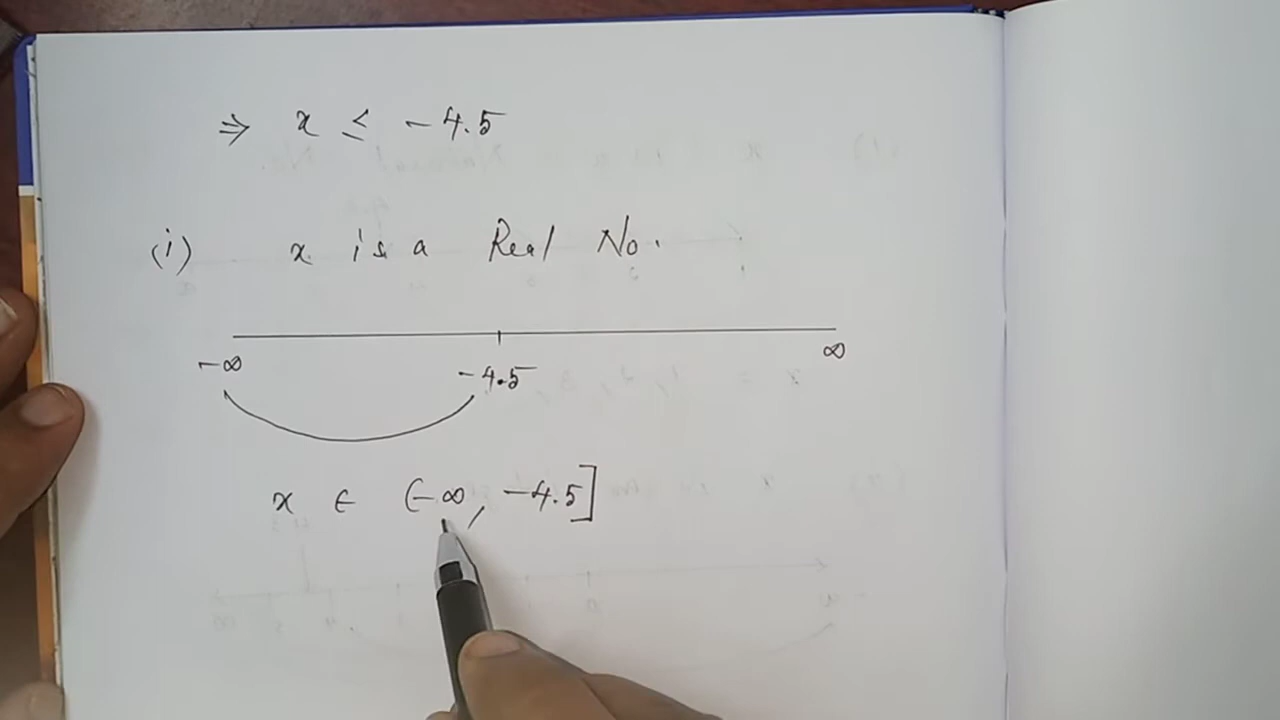 ⇒ x ≤ -4.5
(i) x is a Real No.
-∞ -4.5 ∞
x ∈ (-∞, -4.5]